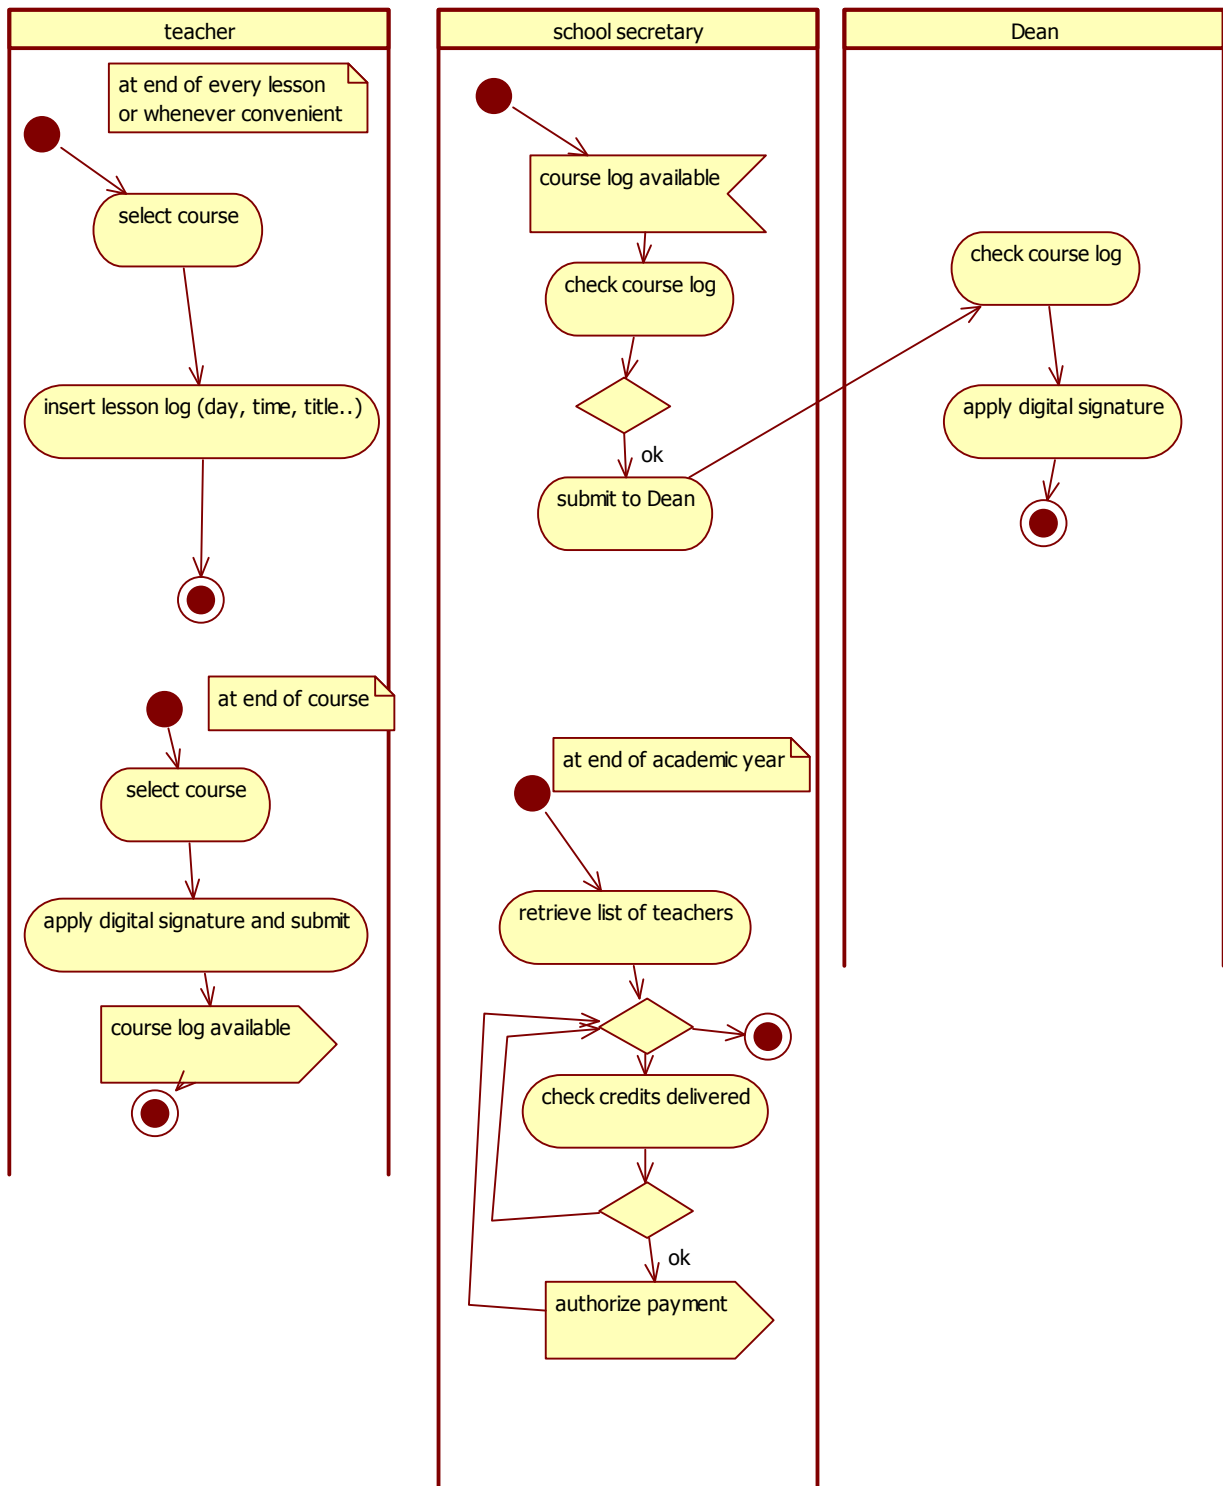 teacher
at end of every lesson
or whenever convenient
select course
insert lesson log (day, time, title..)
at end of course
select course
apply digital signature and submit
course log available
school secretary
course log available
check course log
ok
submit to Dean
at end of academic year
retrieve list of teachers
check credits delivered
ok
authorize payment
Dean
check course log
apply digital signature